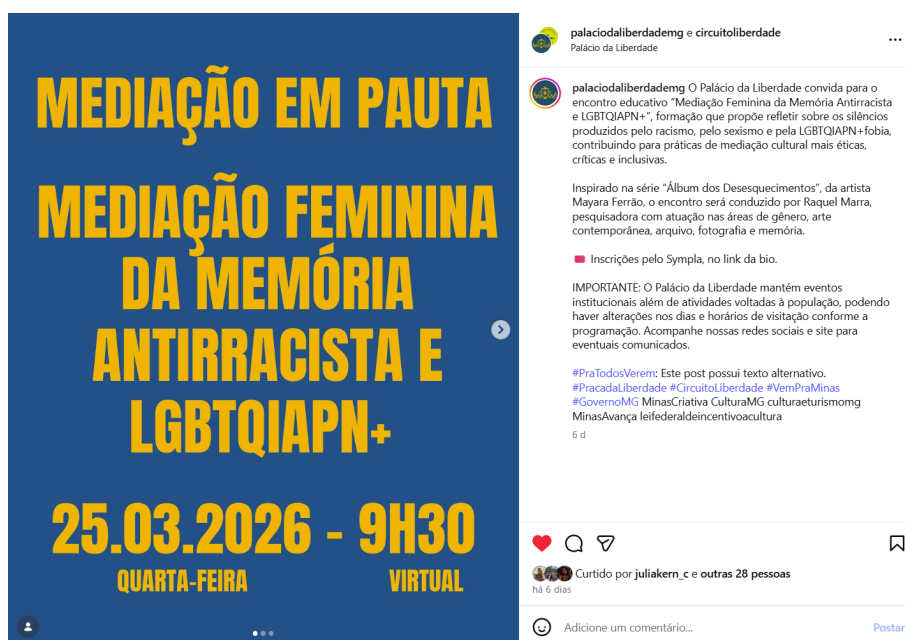 MEDIAÇÃO EM PAUTA
MEDIAÇÃO FEMININA
DA MEMÓRIA
ANTIRRACISTA E
LGBTQIAPN+
25.03.2026 - 9H30
QUARTA-FEIRA VIRTUAL
palaciodaliberdademg e circuitoliberdade
Palácio da Liberdade
palaciodaliberdademg O Palácio da Liberdade convida para o
encontro educativo “Mediação Feminina da Memória Antirracista
e LGBTQIAPN+”, formação que propõe refletir sobre os silêncios
produzidos pelo racismo, pelo sexismo e pela LGBTQIAPN+fobia,
contribuindo para práticas de mediação cultural mais éticas,
críticas e inclusivas.
Inspirado na série “Álbum dos Desesquecimentos”, da artista
Mayara Ferrão, o encontro será conduzido por Raquel Marra,
pesquisadora com atuação nas áreas de gênero, arte
contemporânea, arquivo, fotografia e memória.
Inscrições pelo Sympla, no link da bio.
IMPORTANTE: O Palácio da Liberdade mantém eventos
institucionais além de atividades voltadas à população, podendo
haver alterações nos dias e horários de visitação conforme a
programação. Acompanhe nossas redes sociais e site para
eventuais comunicados.
#PraTodosVerem: Este post possui texto alternativo.
#PracadaLiberdade #CircuitoLiberdade #VemPraMinas
#GovernoMG MinasCriativa CulturaMG culturaeturismomg
MinasAvança leifederaldeincentivoacultura
6 d
Curtido por juliakern_c e outras 28 pessoas
há 6 dias
Adicione um comentário... Postar